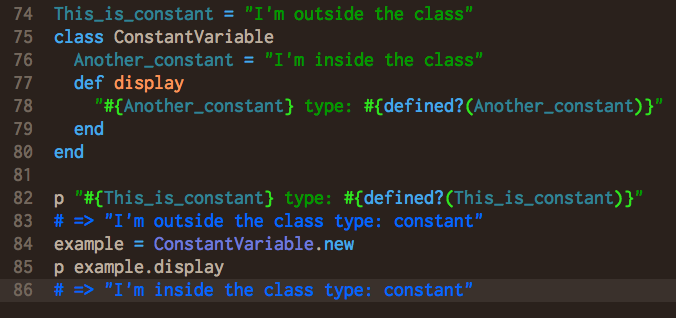 74 This_is_constant = "I'm outside the class"
75 class ConstantVariable
76   Another_constant = "I'm inside the class"
77   def display
78     "#{Another_constant} type: #{defined?(Another_constant)}"
79   end
80 end
81
82 p "#{This_is_constant} type: #{defined?(This_is_constant)}"
83 # => "I'm outside the class type: constant"
84 example = ConstantVariable.new
85 p example.display
86 # => "I'm inside the class type: constant"